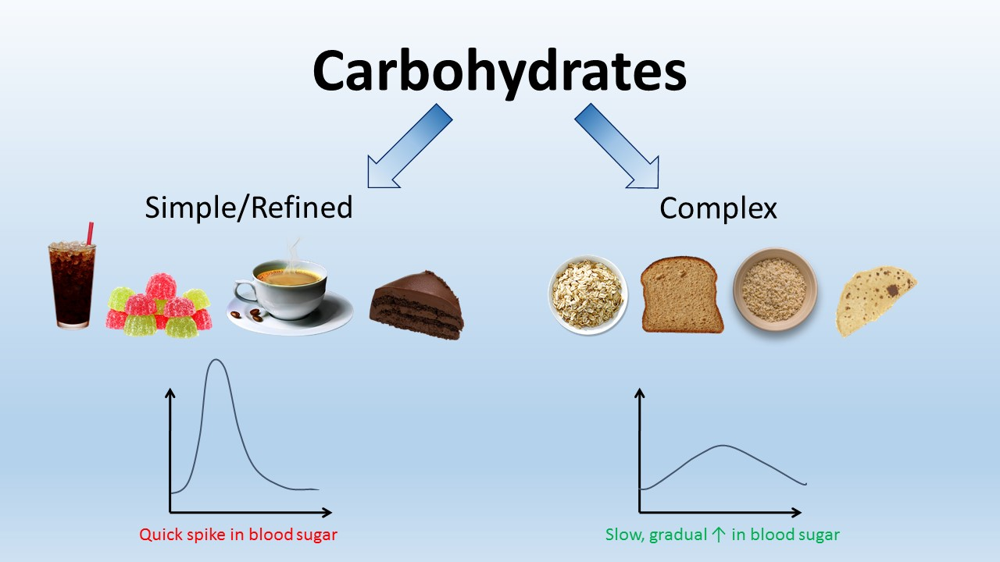 Carbohydrates
Simple/Refined
Complex
Quick spike in blood sugar
Slow, gradual ↑ in blood sugar